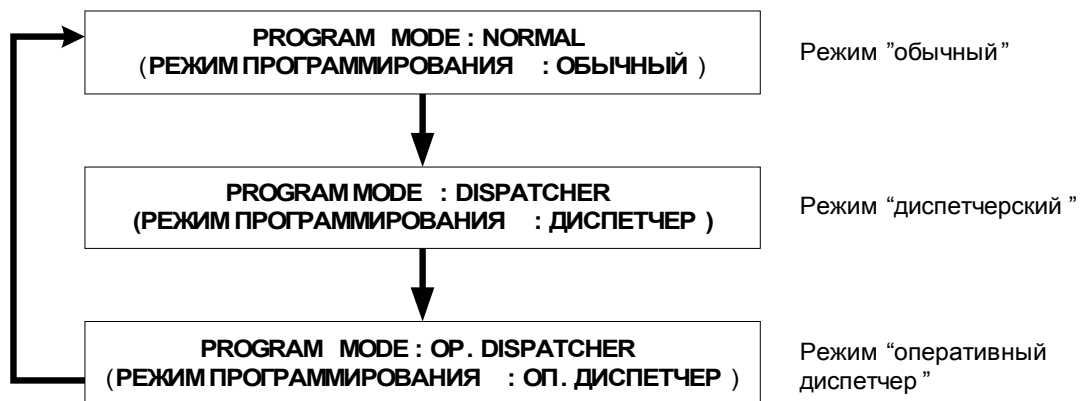 PROGRAM MODE : NORMAL
(РЕЖИМ ПРОГРАММИРОВАНИЯ : ОБЫЧНЫЙ )
Режим ”обычный”
PROGRAM MODE : DISPATCHER
(РЕЖИМ ПРОГРАММИРОВАНИЯ : ДИСПЕТЧЕР )
Режим “диспетчерский ”
PROGRAM MODE : OP. DISPATCHER
(РЕЖИМ ПРОГРАММИРОВАНИЯ : ОП. ДИСПЕТЧЕР )
Режим “оперативный
диспетчер ”